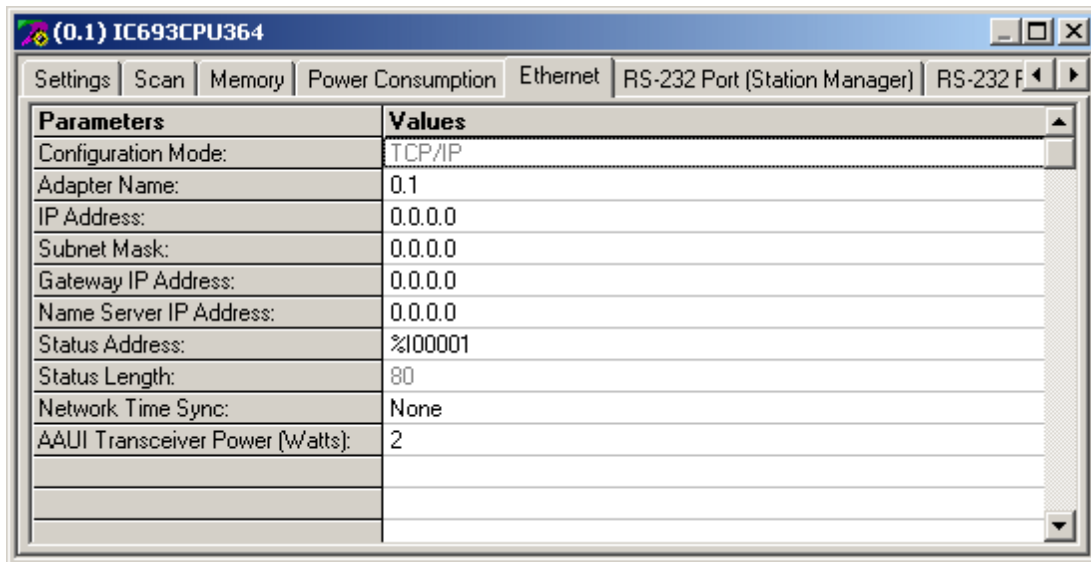 (0.1) IC693CPU364
Settings Scan Memory Power Consumption Ethernet RS-232 Port (Station Manager) RS-232
Parameters Values
Configuration Mode: TCP/IP
Adapter Name: 0.1
IP Address: 0.0.0.0
Subnet Mask: 0.0.0.0
Gateway IP Address: 0.0.0.0
Name Server IP Address: 0.0.0.0
Status Address: %I00001
Status Length: 80
Network Time Sync: None
AAUI Transceiver Power (Watts): 2